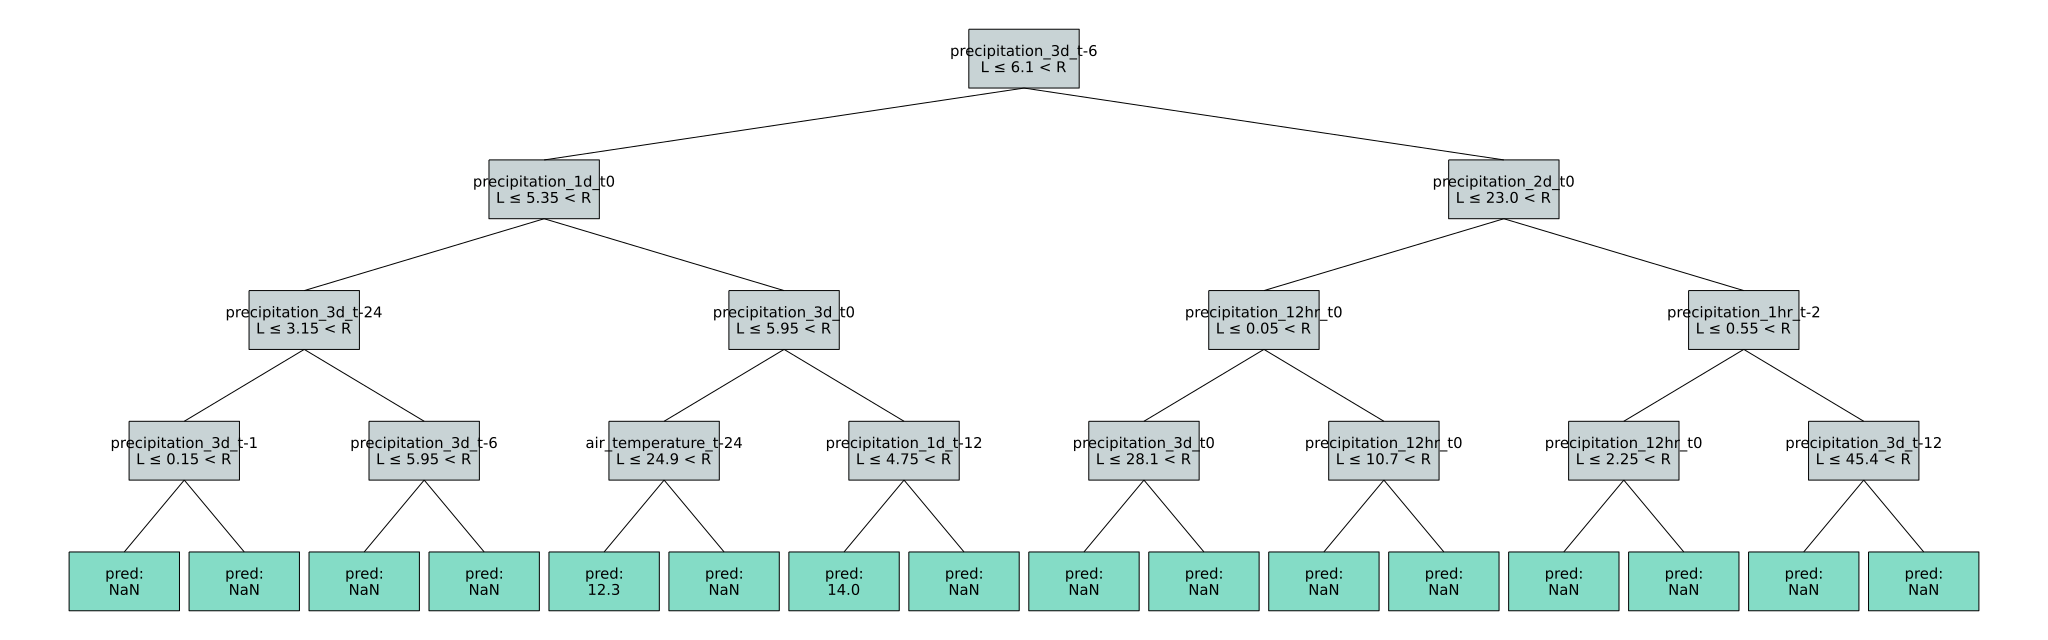 precipitation_3d_t-6
L ≤ 6.1 < R
precipitation_1d_t0
L ≤ 5.35 < R
precipitation_2d_t0
L ≤ 23.0 < R
precipitation_3d_t-24
L ≤ 3.15 < R
precipitation_3d_t0
L ≤ 5.95 < R
precipitation_12hr_t0
L ≤ 0.05 < R
precipitation_1hr_t-2
L ≤ 0.55 < R
precipitation_3d_t-1
L ≤ 0.15 < R
precipitation_3d_t-6
L ≤ 5.95 < R
air_temperature_t-24
L ≤ 24.9 < R
precipitation_1d_t-12
L ≤ 4.75 < R
precipitation_3d_t0
L ≤ 28.1 < R
precipitation_12hr_t0
L ≤ 10.7 < R
precipitation_12hr_t0
L ≤ 2.25 < R
precipitation_3d_t-12
L ≤ 45.4 < R
pred:
NaN
pred:
NaN
pred:
NaN
pred:
NaN
pred:
12.3
pred:
NaN
pred:
14.0
pred:
NaN
pred:
NaN
pred:
NaN
pred:
NaN
pred:
NaN
pred:
NaN
pred:
NaN
pred:
NaN
pred:
NaN